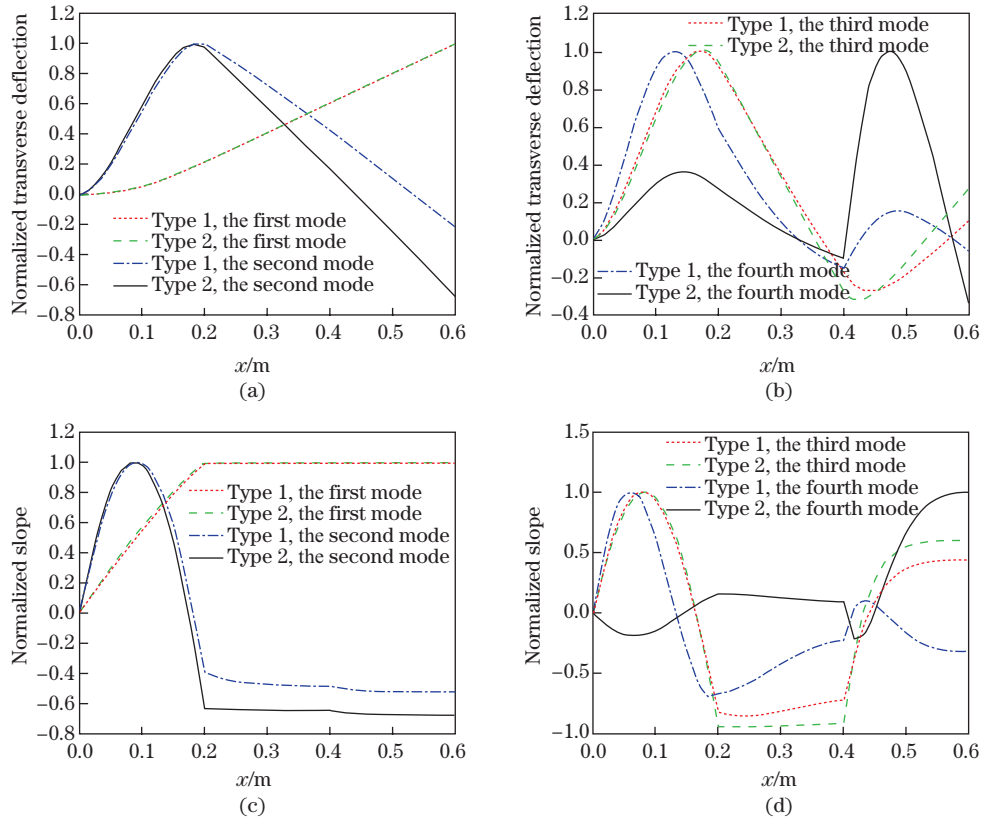 Normalized transverse deflection
1.2
1.0
0.8
0.6
0.4
0.2
0.0
−0.2
−0.4
−0.6
−0.8
Type 1, the first mode
Type 2, the first mode
Type 1, the second mode
Type 2, the second mode
0.0 0.1 0.2 0.3 0.4 0.5 0.6
x/m
(a)
Normalized transverse deflection
1.2
1.0
0.8
0.6
0.4
0.2
0.0
−0.2
−0.4
Type 1, the third mode
Type 2, the third mode
Type 1, the fourth mode
Type 2, the fourth mode
0.0 0.1 0.2 0.3 0.4 0.5 0.6
x/m
(b)
Normalized slope
1.2
1.0
0.8
0.6
0.4
0.2
0.0
−0.2
−0.4
−0.6
−0.8
Type 1, the first mode
Type 2, the first mode
Type 1, the second mode
Type 2, the second mode
0.0 0.1 0.2 0.3 0.4 0.5 0.6
x/m
(c)
Normalized slope
1.5
1.0
0.5
0.0
−0.5
−1.0
Type 1, the third mode
Type 2, the third mode
Type 1, the fourth mode
Type 2, the fourth mode
0.0 0.1 0.2 0.3 0.4 0.5 0.6
x/m
(d)